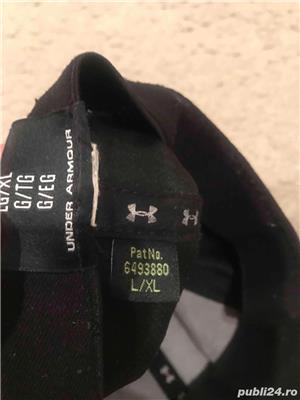 LG/XL
G/TG
G/EG
UNDER ARMOUR
PatNo.
6493880
L/XL
publi24.ro